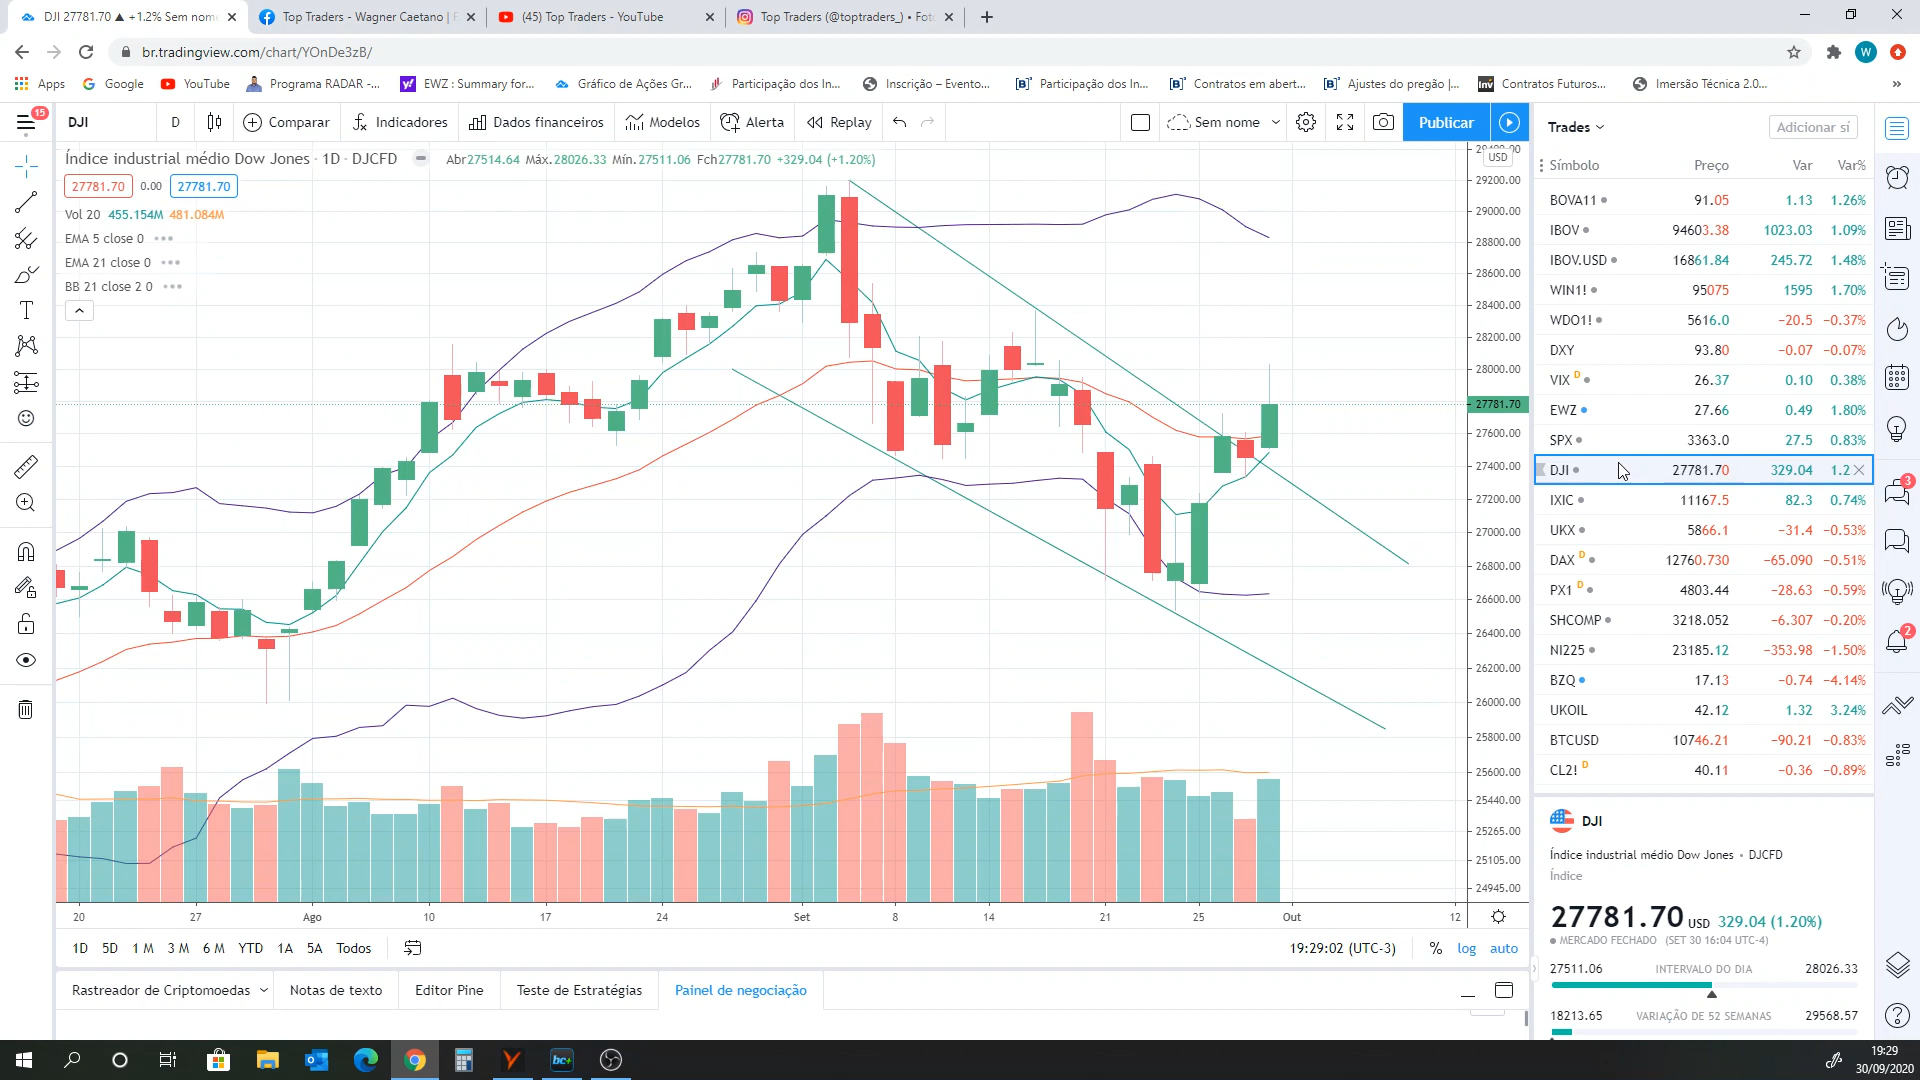 DJI 27781.70 ▲ +1.2% Sem nome
Top Traders - Wagner Caetano | F
(45) Top Traders - YouTube
Top Traders (@toptraders_) • Foto
br.tradingview.com/chart/YOnDe3zB/
W
Apps
Google
YouTube
Programa RADAR -...
EWZ : Summary for...
Gráfico de Ações Gr...
Participação dos In...
Inscrição – Evento...
Participação dos In...
Contratos em abert...
Ajustes do pregão |...
Contratos Futuros...
Imersão Técnica 2.0...
»
15
DJI
D
Comparar
Indicadores
Dados financeiros
Modelos
Alerta
Replay
Sem nome
Publicar
Índice industrial médio Dow Jones · 1D · DJCFD
Abr27514.64 Máx.28026.33 Mín.27511.06 Fch27781.70 +329.04 (+1.20%)
27781.70 0.00 27781.70
Vol 20 455.154M 481.084M
EMA 5 close 0
EMA 21 close 0
BB 21 close 2 0
USD
29200.00
29000.00
28800.00
28600.00
28400.00
28200.00
28000.00
27781.70
27600.00
27400.00
27200.00
27000.00
26800.00
26600.00
26400.00
26200.00
26000.00
25800.00
25600.00
25440.00
25265.00
25105.00
24945.00
20 27 Ago 10 17 24 Set 8 14 21 25 Out 12
1D 5D 1 M 3 M 6 M YTD 1A 5A Todos
19:29:02 (UTC-3) % log auto
Rastreador de Criptomoedas
Notas de texto
Editor Pine
Teste de Estratégias
Painel de negociação
Trades
Adicionar sí
Símbolo Preço Var Var%
BOVA11 91.05 1.13 1.26%
IBOV 94603.38 1023.03 1.09%
IBOV.USD 16861.84 245.72 1.48%
WIN1! 95075 1595 1.70%
WDO1! 5616.0 −20.5 −0.37%
DXY 93.80 −0.07 −0.07%
VIX D 26.37 0.10 0.38%
EWZ 27.66 0.49 1.80%
SPX 3363.0 27.5 0.83%
DJI 27781.70 329.04 1.2
IXIC 11167.5 82.3 0.74%
UKX 5866.1 −31.4 −0.53%
DAX D 12760.730 −65.090 −0.51%
PX1 D 4803.44 −28.63 −0.59%
SHCOMP 3218.052 −6.307 −0.20%
NI225 23185.12 −353.98 −1.50%
BZQ 17.13 −0.74 −4.14%
UKOIL 42.12 1.32 3.24%
BTCUSD 10746.21 −90.21 −0.83%
CL2! D 40.11 −0.36 −0.89%
DJI
Índice industrial médio Dow Jones • DJCFD
Índice
27781.70 USD 329.04 (1.20%)
MERCADO FECHADO (SET 30 16:04 UTC-4)
27511.06 INTERVALO DO DIA 28026.33
18213.65 VARIAÇÃO DE 52 SEMANAS 29568.57
3
2
bc+
19:29
30/09/2020